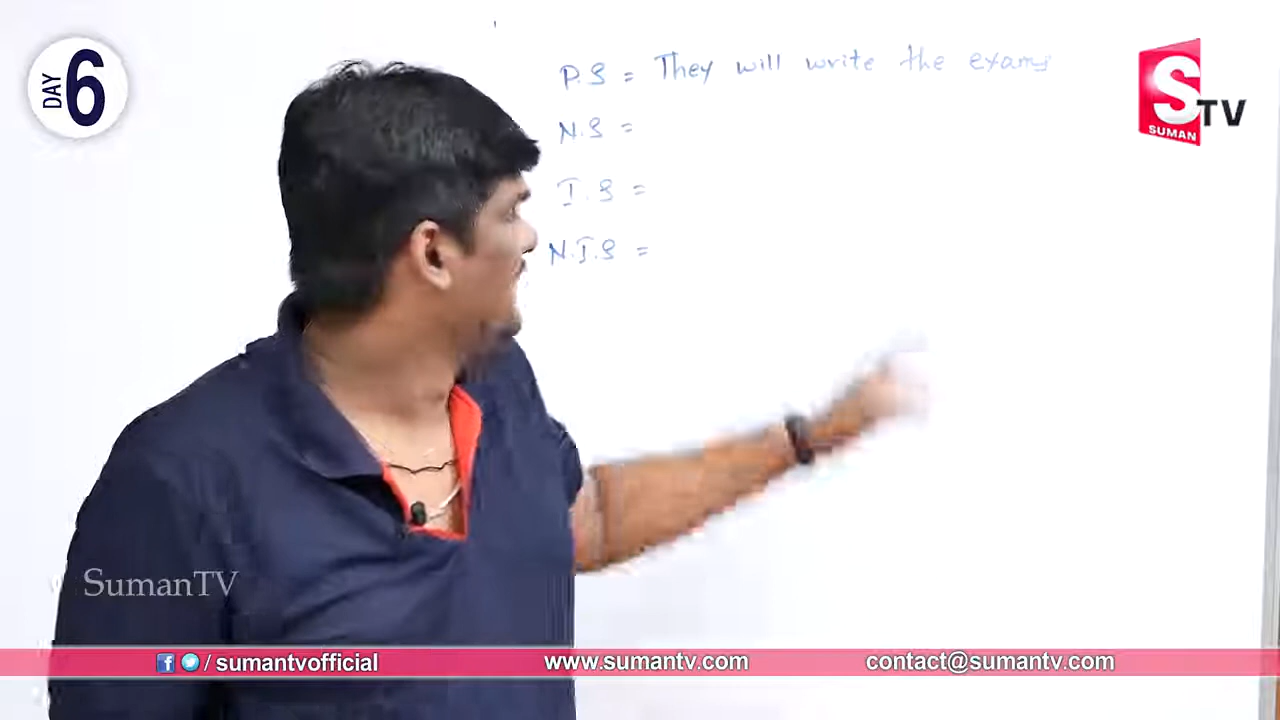 DAY 6
P.S = They will write the exams
N.S =
I.S =
N.I.S =
S TV
SUMAN
SumanTV
/ sumantvofficial
www.sumantv.com
contact@sumantv.com